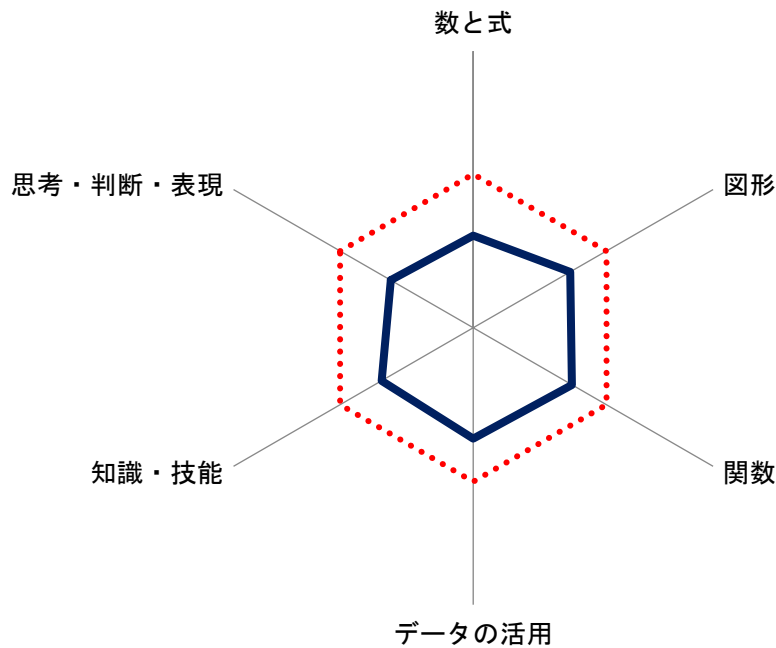 数と式
思考・判断・表現
図形
知識・技能
関数
データの活用